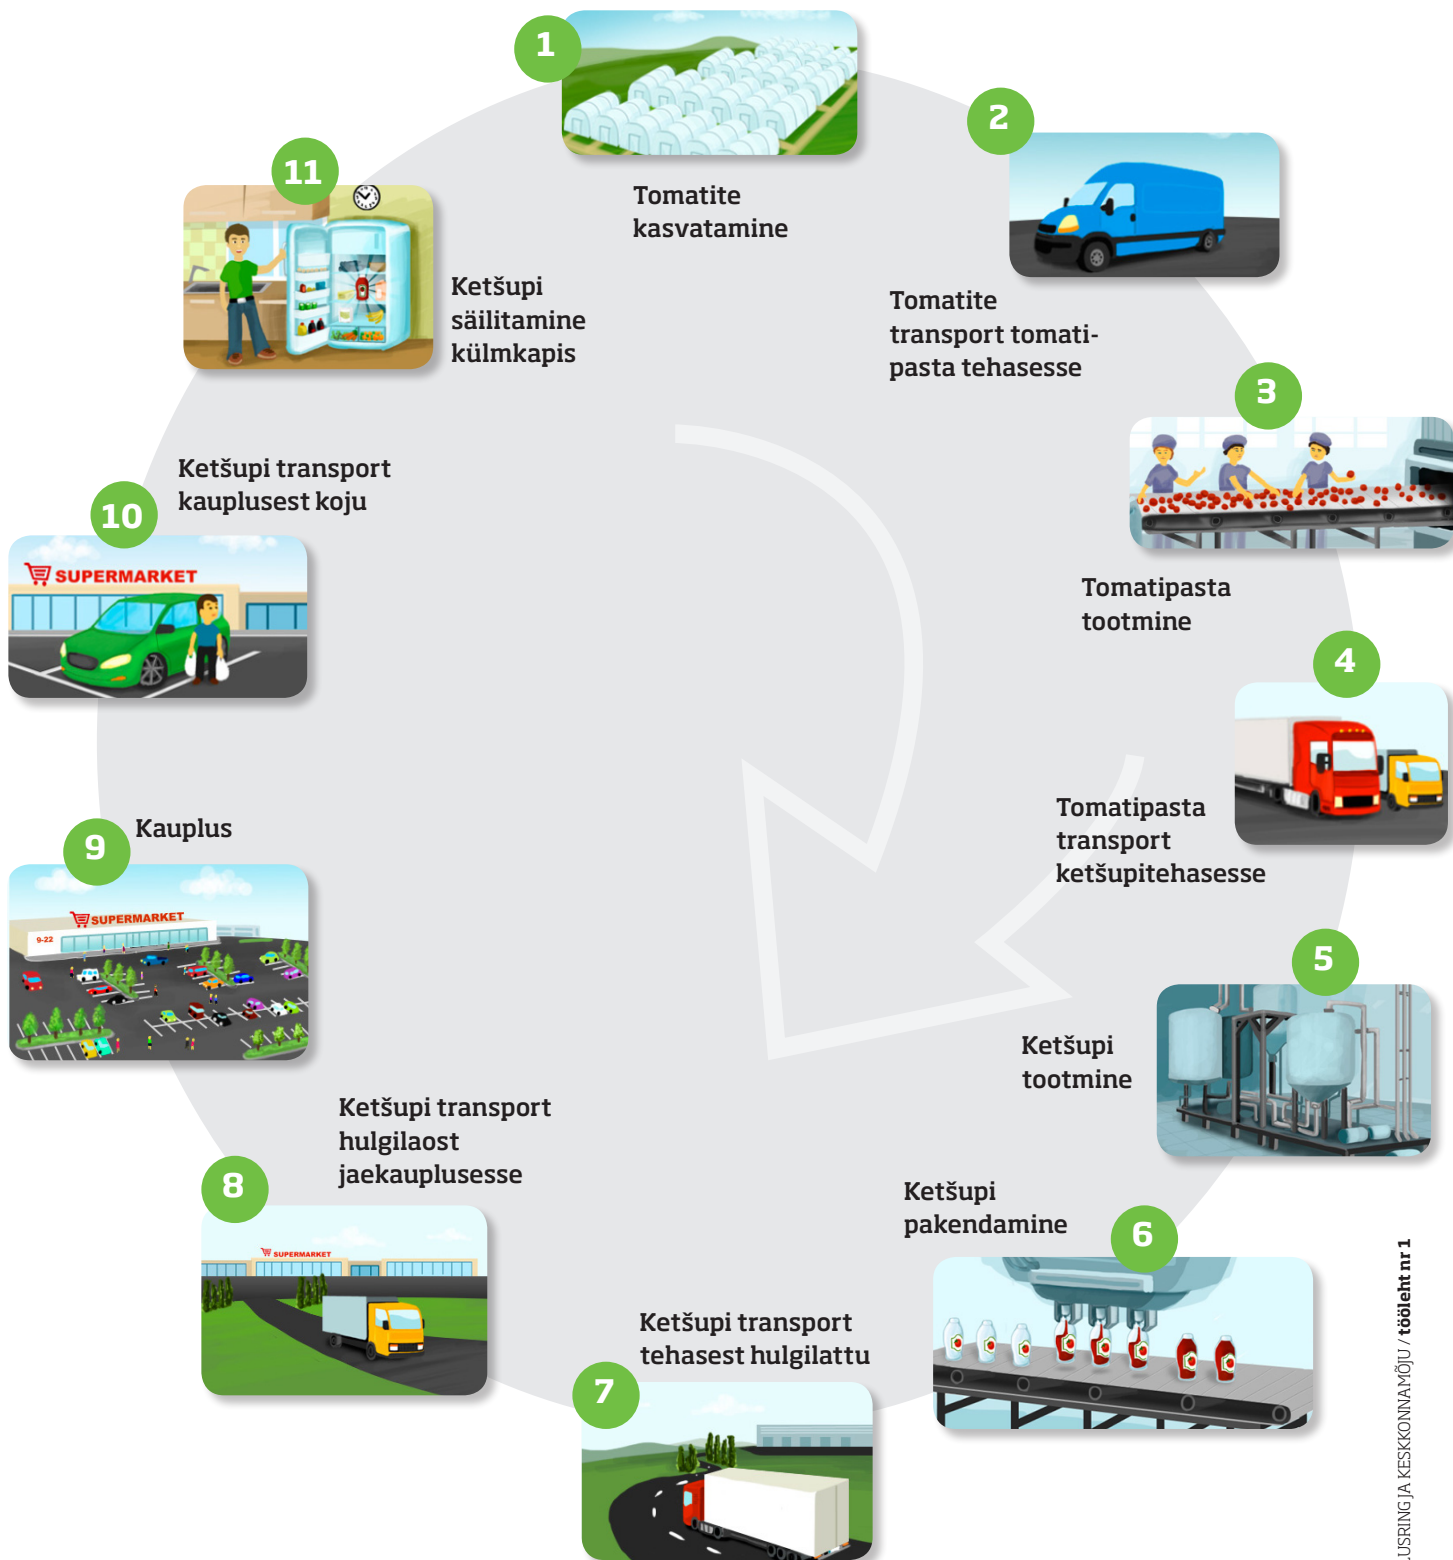 1
Tomatite
kasvatamine
2
Tomatite
transport tomati-
pasta tehasesse
3
Tomatipasta
tootmine
4
Tomatipasta
transport
ketšupitehasesse
5
Ketšupi
tootmine
6
Ketšupi
pakendamine
7
Ketšupi transport
tehasest hulgilattu
8
Ketšupi transport
hulgilaost
jaekauplusesse
SUPERMARKET
9
Kauplus
SUPERMARKET
9-22
10
Ketšupi transport
kauplusest koju
SUPERMARKET
11
Ketšupi
säilitamine
külmkapis
USRING JA KESKKONNAMÕJU / tööleht nr 1